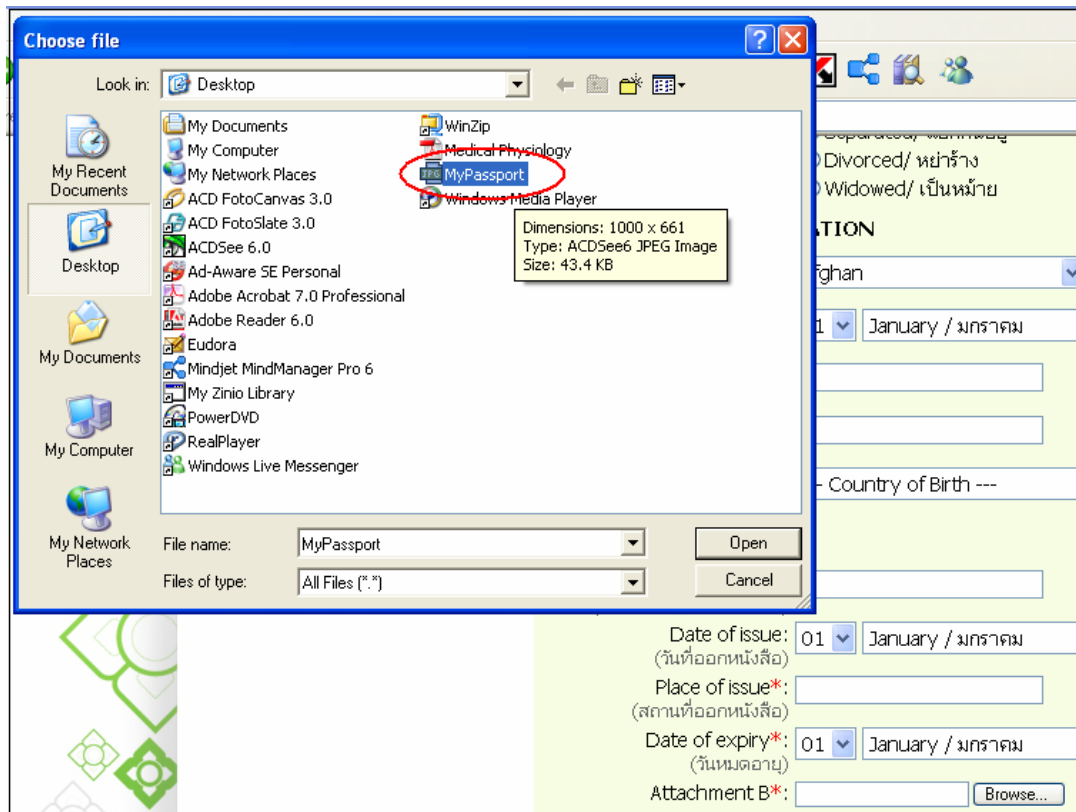 Choose file
Look in:
Desktop
My Recent
Documents
Desktop
My Documents
My Computer
My Network
Places
My Documents
My Computer
My Network Places
ACD FotoCanvas 3.0
ACD FotoSlate 3.0
ACDSee 6.0
Ad-Aware SE Personal
Adobe Acrobat 7.0 Professional
Adobe Reader 6.0
Eudora
Mindjet MindManager Pro 6
My Zinio Library
PowerDVD
RealPlayer
Windows Live Messenger
WinZip
Medical Physiology
MyPassport
Windows Media Player
Dimensions: 1000 x 661
Type: ACDSee6 JPEG Image
Size: 43.4 KB
File name:
MyPassport
Open
Files of type:
All Files (*.*)
Cancel
Divorced/ หย่าร้าง
Widowed/ เป็นหม้าย
January / มกราคม
- Country of Birth ---
Date of issue: 01 January / มกราคม
(วันที่ออกหนังสือ)
Place of issue*:
(สถานที่ออกหนังสือ)
Date of expiry*: 01 January / มกราคม
(วันหมดอายุ)
Attachment B*: Browse...